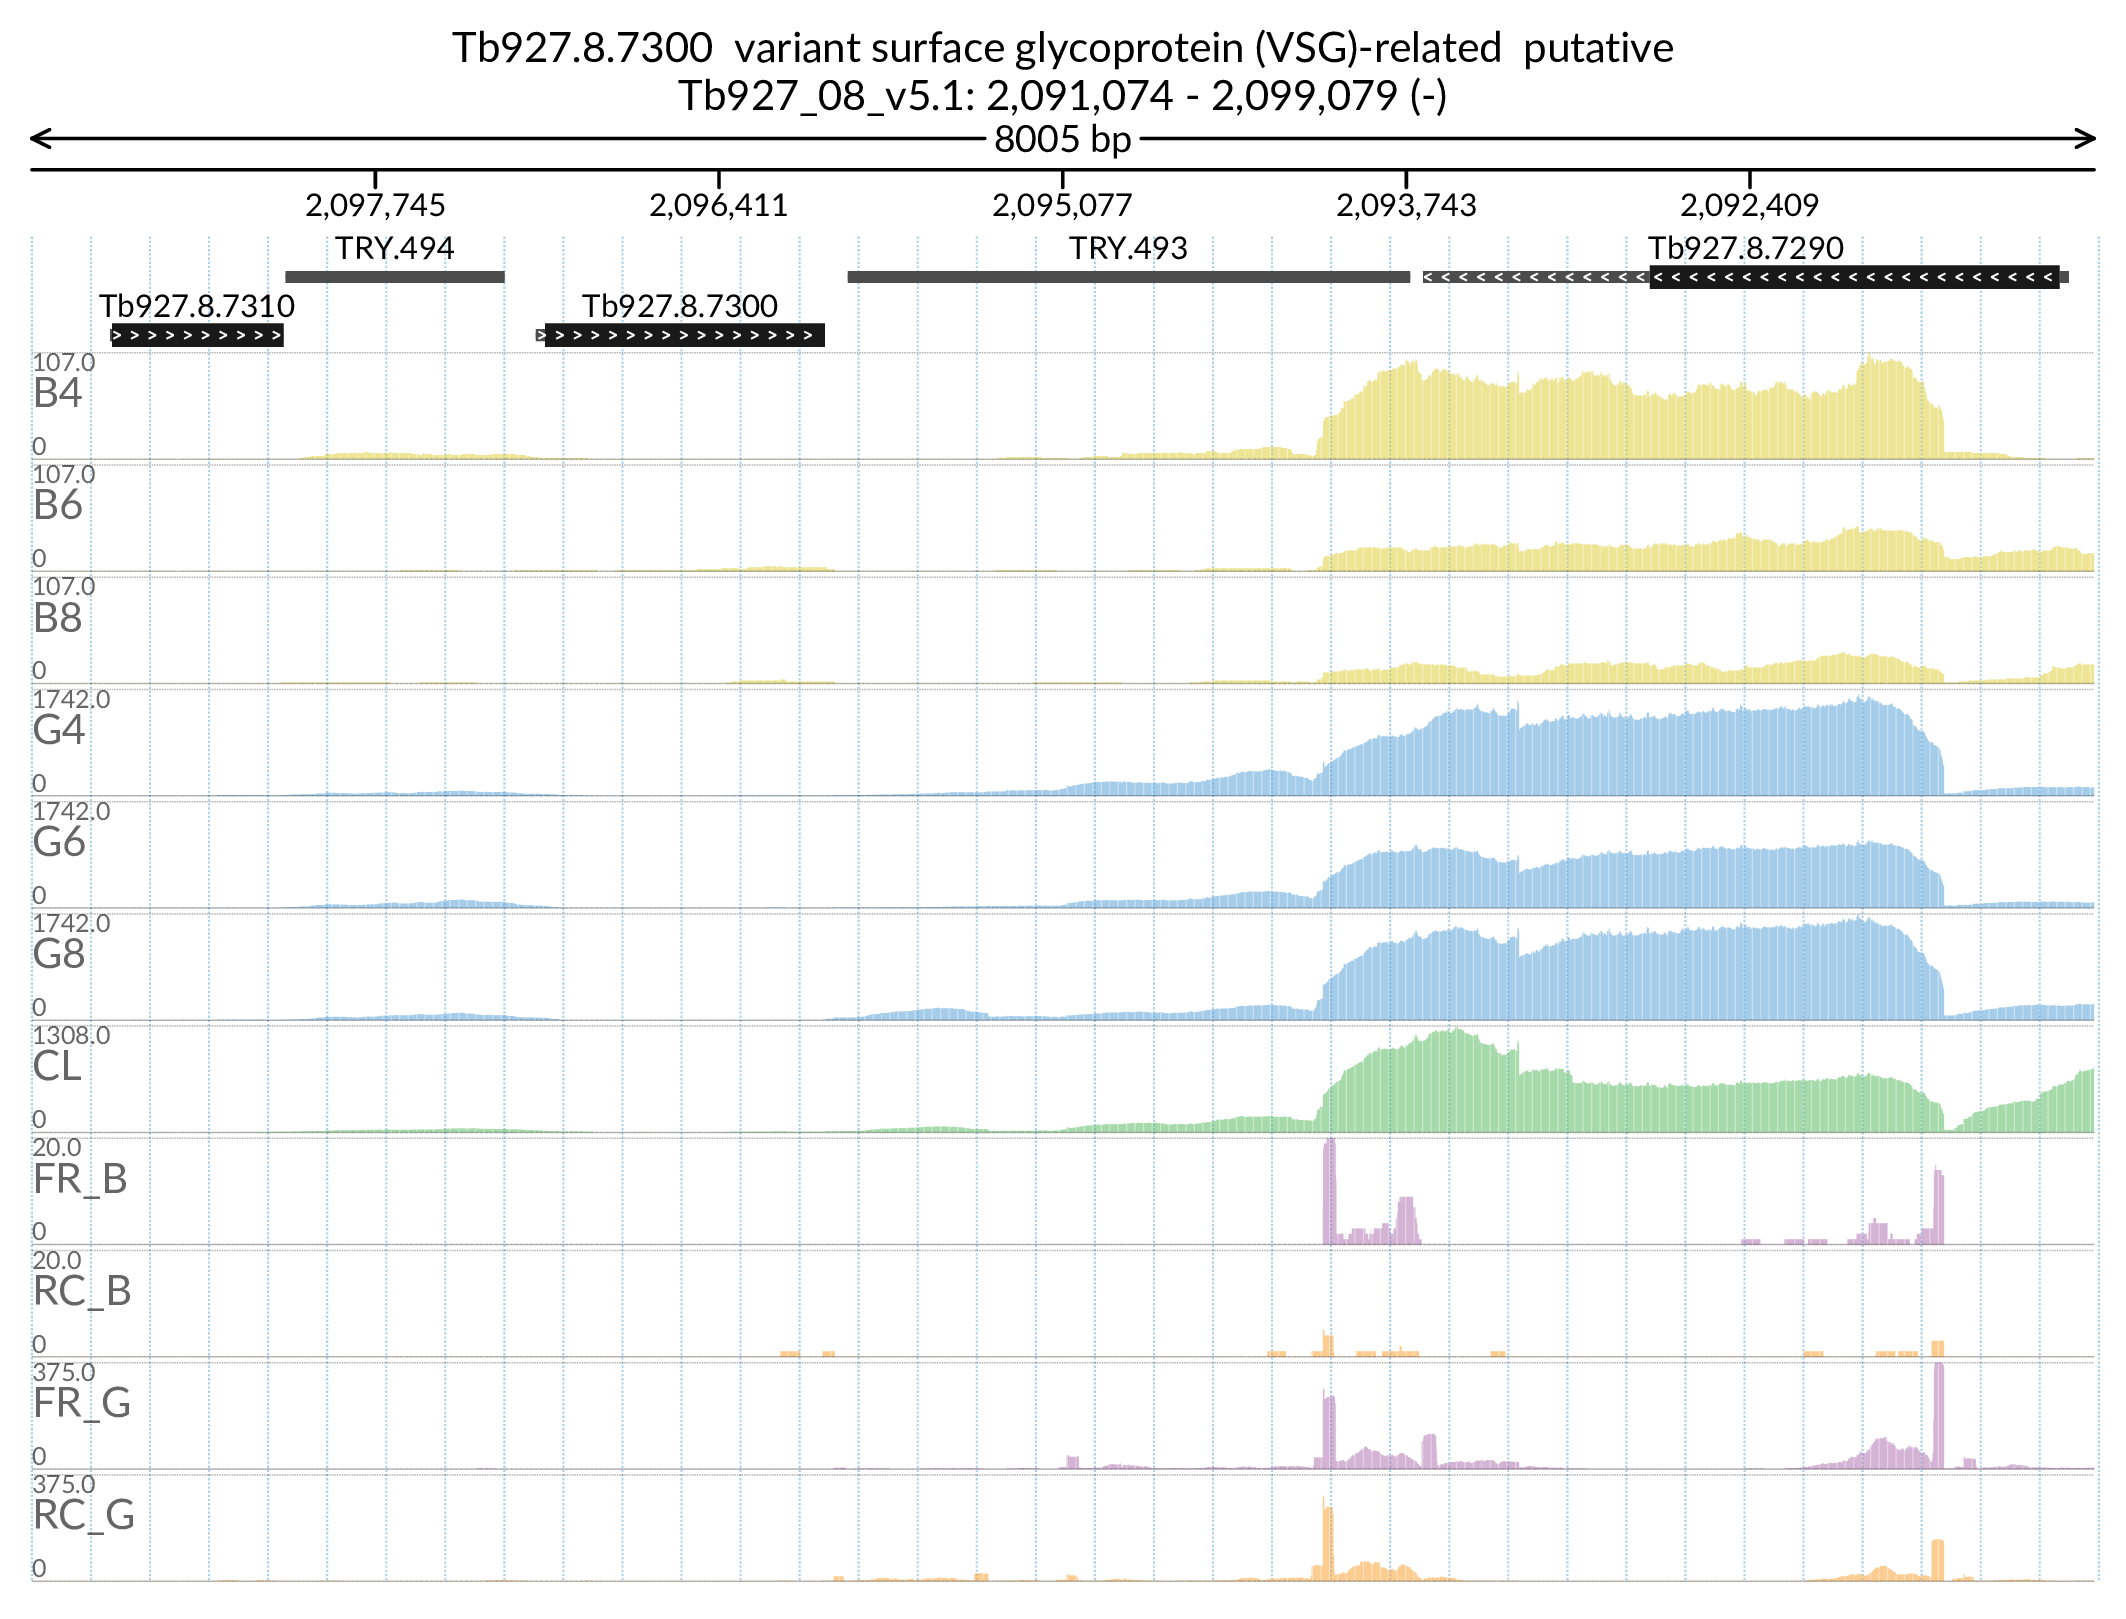 Tb927.8.7300  variant surface glycoprotein (VSG)-related  putative
Tb927_08_v5.1: 2,091,074 - 2,099,079 (-)
8005 bp
2,097,745 2,096,411 2,095,077 2,093,743 2,092,409
TRY.494 TRY.493 Tb927.8.7290
Tb927.8.7310 Tb927.8.7300
107.0
B4
0
107.0
B6
0
107.0
B8
0
1742.0
G4
0
1742.0
G6
0
1742.0
G8
0
1308.0
CL
0
20.0
FR_B
0
20.0
RC_B
0
375.0
FR_G
0
375.0
RC_G
0